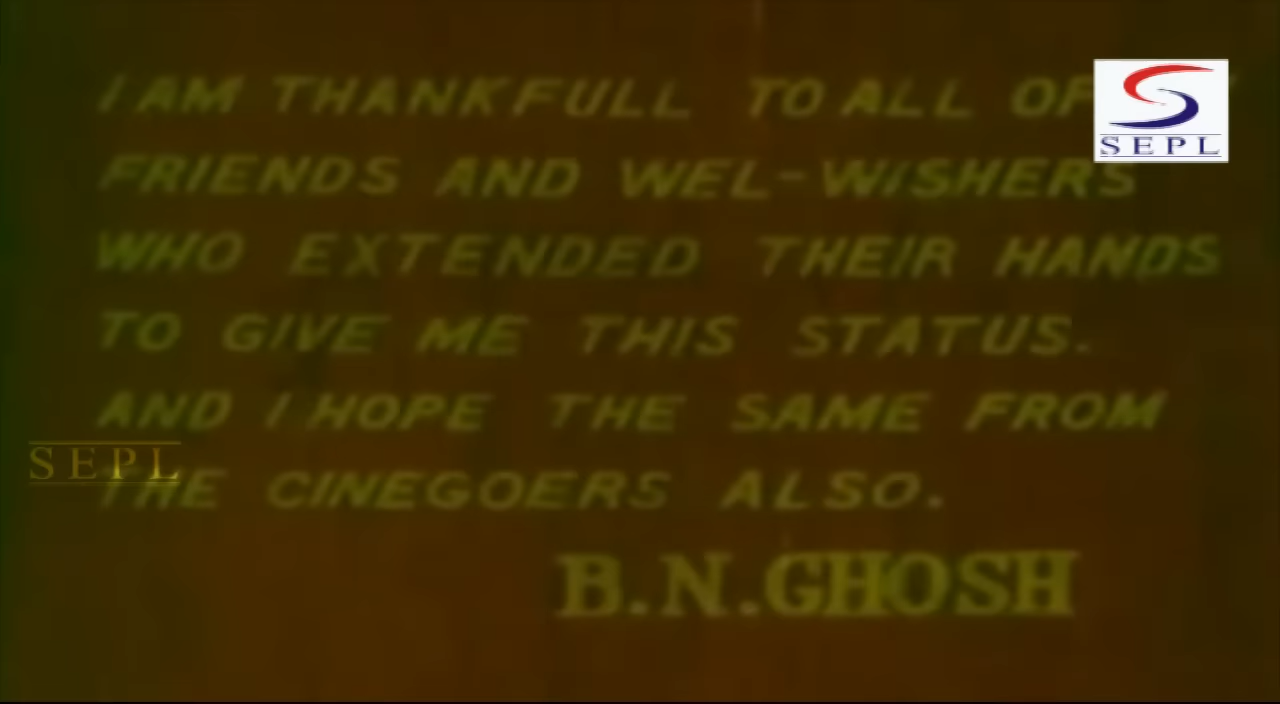 I AM THANKFULL TO ALL OF
FRIENDS AND WEL-WISHERS
WHO EXTENDED THEIR HANDS
TO GIVE ME THIS STATUS.
AND I HOPE THE SAME FROM
THE CINEGOERS ALSO.
B.N.GHOSH
SEPL
SEPL